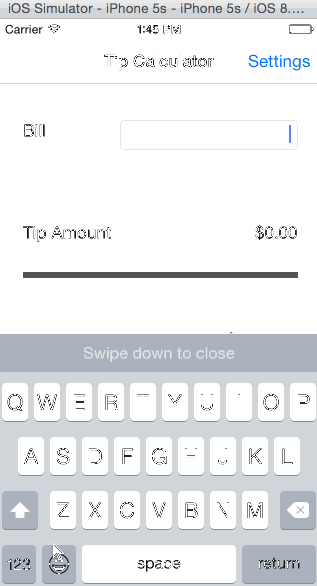 iOS Simulator - iPhone 5s - iPhone 5s / iOS 8....
Carrier 1:45 PM
Tip Calculator Settings
Bill
Tip Amount $0.00
Swipe down to close
Q W E R T Y U I O P
A S D F G H J K L
Z X C V B N M
123 space return